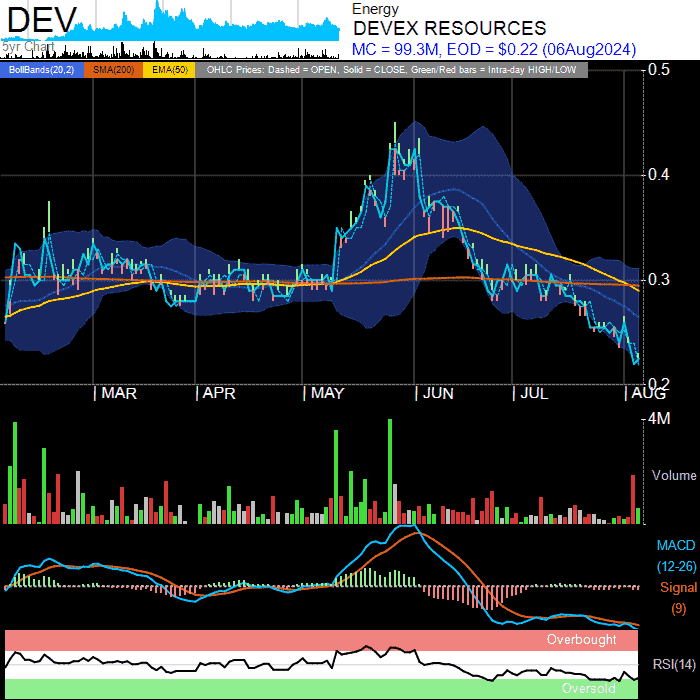 DEV
5yr Chart
Energy
DEVEX RESOURCES
MC = 99.3M, EOD = $0.22 (06Aug2024)
BollBands(20,2) SMA(200) EMA(50) OHLC Prices: Dashed = OPEN, Solid = CLOSE, Green/Red bars = Intra-day HIGH/LOW
0.5
0.4
0.3
0.2
MAR APR MAY JUN JUL AUG
4M
Volume
MACD
(12-26)
Signal
(9)
Overbought
RSI(14)
Oversold